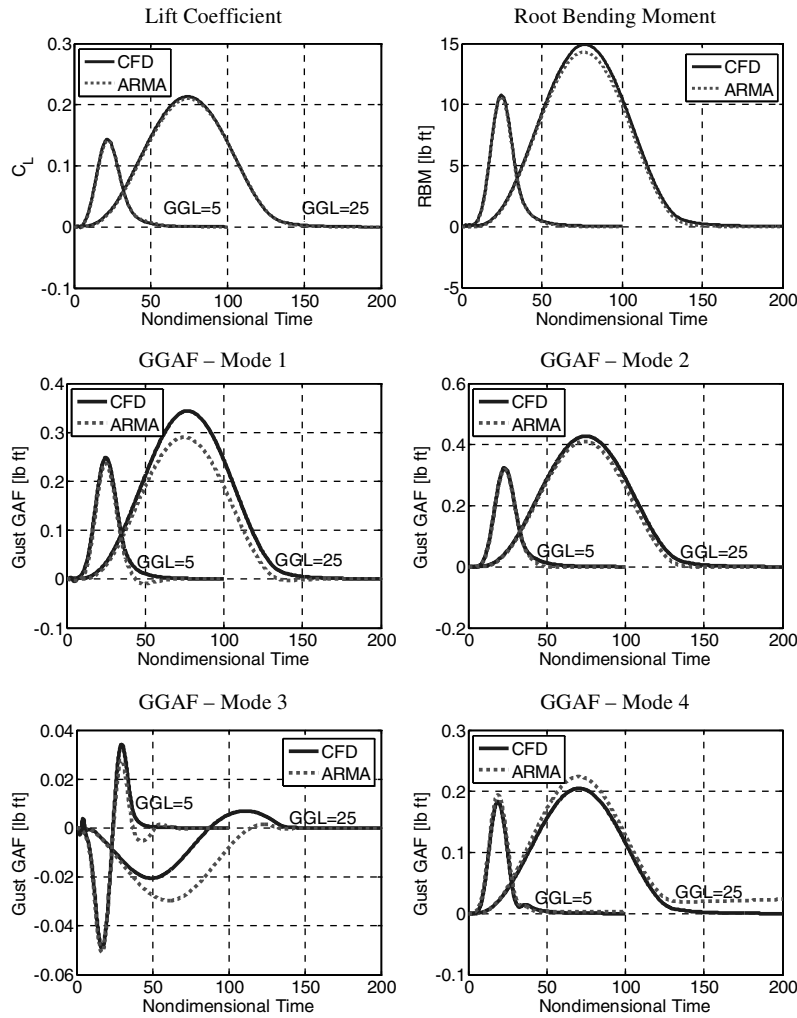 Lift Coefficient
0.3
0.2
0.1
0
-0.1
C_L
CFD
ARMA
GGL=5
GGL=25
0 50 100 150 200
Nondimensional Time
Root Bending Moment
15
10
5
0
-5
RBM [lb ft]
CFD
ARMA
0 50 100 150 200
Nondimensional Time
GGAF – Mode 1
0.4
0.3
0.2
0.1
0
-0.1
Gust GAF [lb ft]
CFD
ARMA
GGL=5
GGL=25
0 50 100 150 200
Nondimensional Time
GGAF – Mode 2
0.6
0.4
0.2
0
-0.2
Gust GAF [lb ft]
CFD
ARMA
GGL=5
GGL=25
0 50 100 150 200
Nondimensional Time
GGAF – Mode 3
0.04
0.02
0
-0.02
-0.04
-0.06
Gust GAF [lb ft]
CFD
ARMA
GGL=5
GGL=25
0 50 100 150 200
Nondimensional Time
GGAF – Mode 4
0.3
0.2
0.1
0
-0.1
Gust GAF [lb ft]
CFD
ARMA
GGL=5
GGL=25
0 50 100 150 200
Nondimensional Time